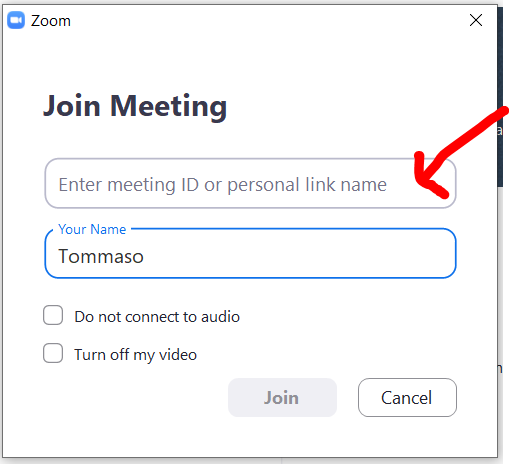 Zoom
Join Meeting
Enter meeting ID or personal link name
Your Name
Tommaso
Do not connect to audio
Turn off my video
Join
Cancel